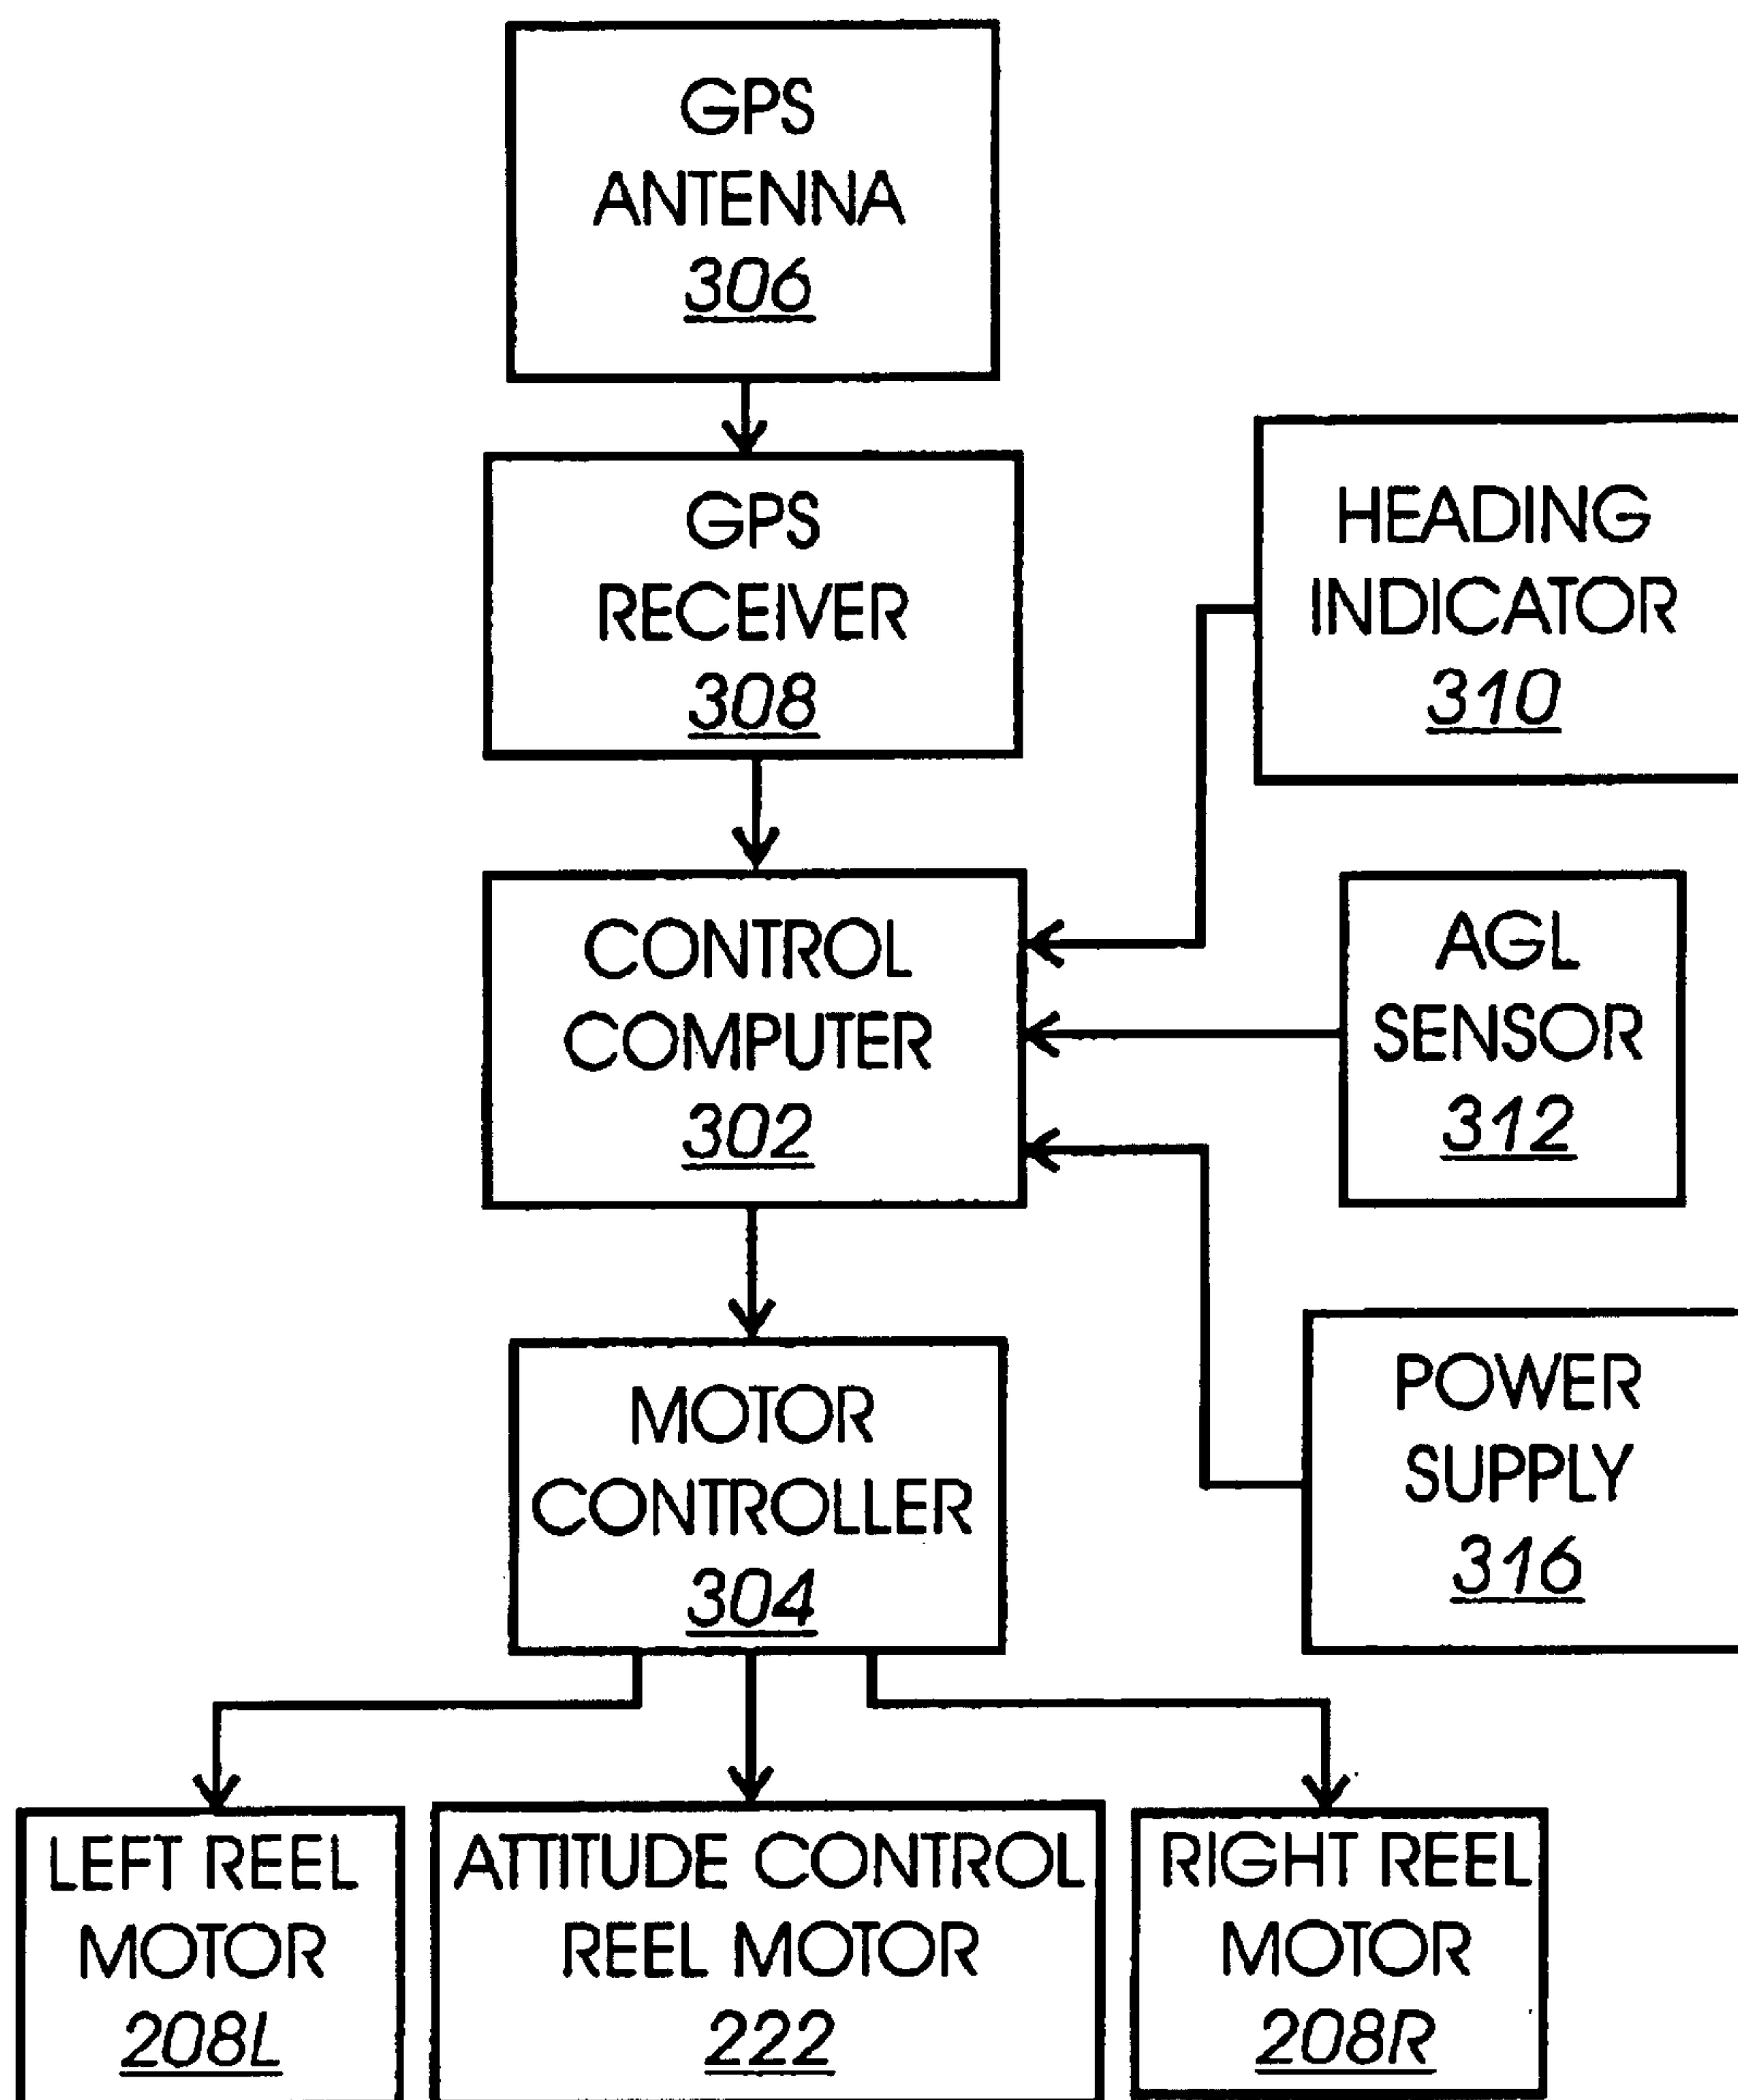 GPS
ANTENNA
306
GPS
RECEIVER
308
HEADING
INDICATOR
310
CONTROL
COMPUTER
302
AGL
SENSOR
312
MOTOR
CONTROLLER
304
POWER
SUPPLY
316
LEFT REEL
MOTOR
208L
ATTITUDE CONTROL
REEL MOTOR
222
RIGHT REEL
MOTOR
208R